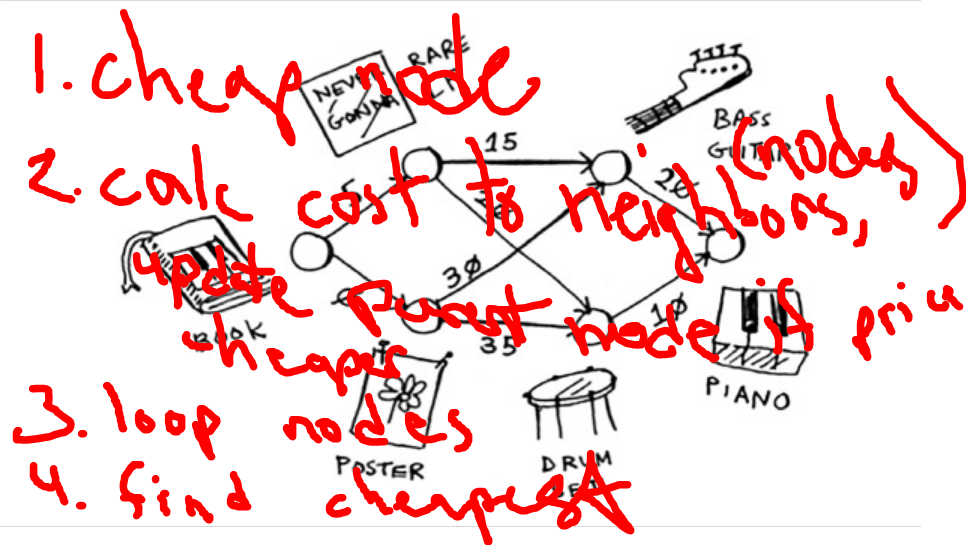 1. cheap node
RARE
LP
NEVER
GONNA
BASS
GUITAR
15
2. calc cost to neighbors, (nodes)
5
20
update parent node if price
30
10
BOOK
cheaper
35
PIANO
3. loop nodes
POSTER
DRUM
SET
4. find cheapest